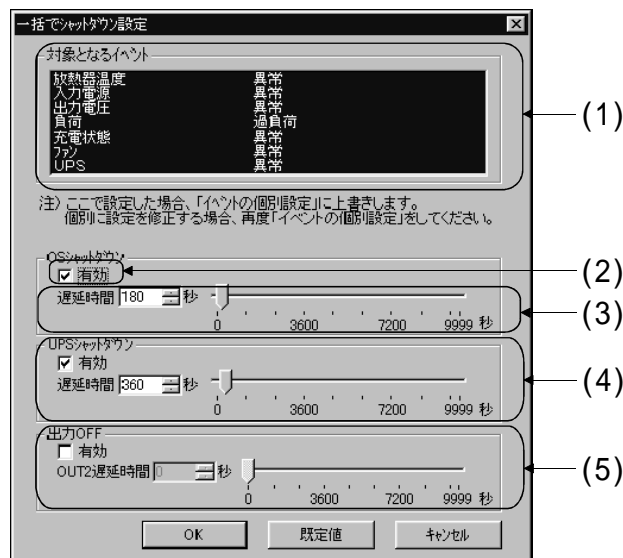 一括でシャットダウン設定
対象となるイベント
放熱器温度 異常
入力電源 異常
出力電圧 異常
負荷 過負荷
充電状態 異常
ファン 異常
UPS 異常
(1)
注) ここで設定した場合、「イベントの個別設定」に上書きします。
個別に設定を修正する場合、再度「イベントの個別設定」をしてください。
OSシャットダウン
有効
(2)
遅延時間 180 秒
0 3600 7200 9999 秒
(3)
UPSシャットダウン
有効
遅延時間 360 秒
0 3600 7200 9999 秒
(4)
出力OFF
有効
OUT2遅延時間 0 秒
0 3600 7200 9999 秒
(5)
OK 既定値 キャンセル